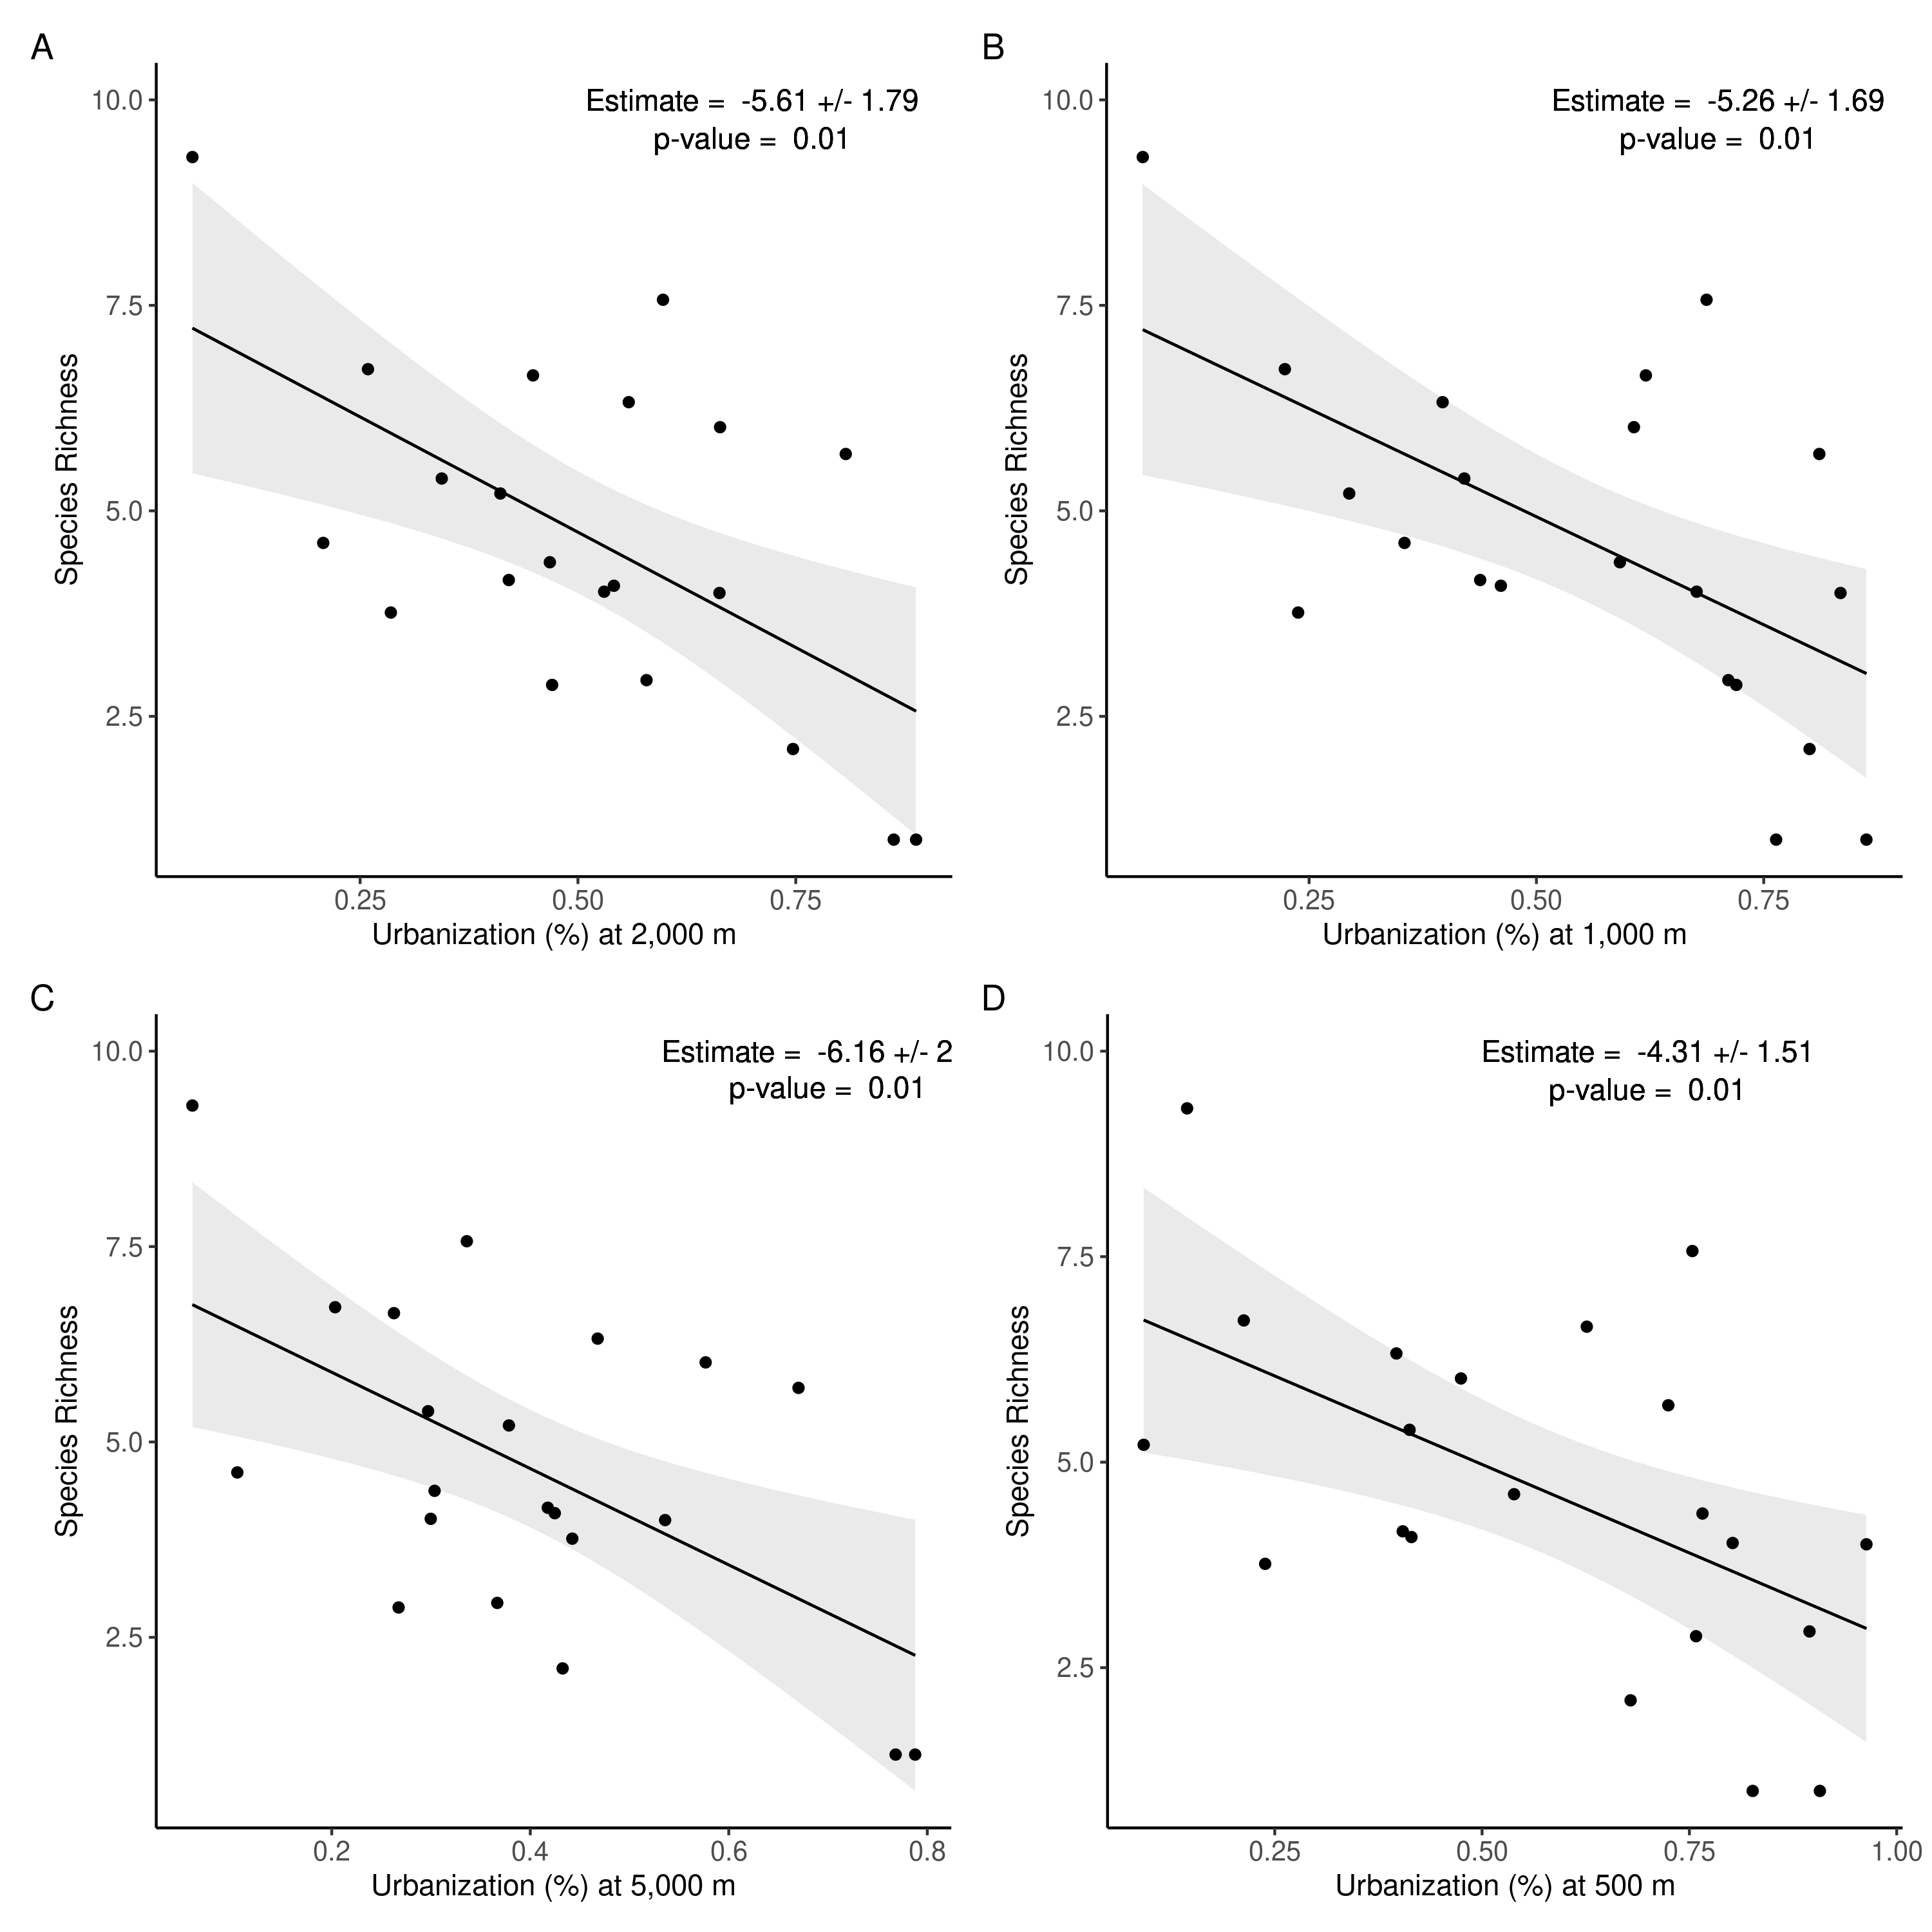 A
Estimate =  -5.61 +/- 1.79
p-value =  0.01
10.0
7.5
5.0
2.5
Species Richness
0.25 0.50 0.75
Urbanization (%) at 2,000 m
B
Estimate =  -5.26 +/- 1.69
p-value =  0.01
10.0
7.5
5.0
2.5
Species Richness
0.25 0.50 0.75
Urbanization (%) at 1,000 m
C
Estimate =  -6.16 +/- 2
p-value =  0.01
10.0
7.5
5.0
2.5
Species Richness
0.2 0.4 0.6 0.8
Urbanization (%) at 5,000 m
D
Estimate =  -4.31 +/- 1.51
p-value =  0.01
10.0
7.5
5.0
2.5
Species Richness
0.25 0.50 0.75 1.00
Urbanization (%) at 500 m